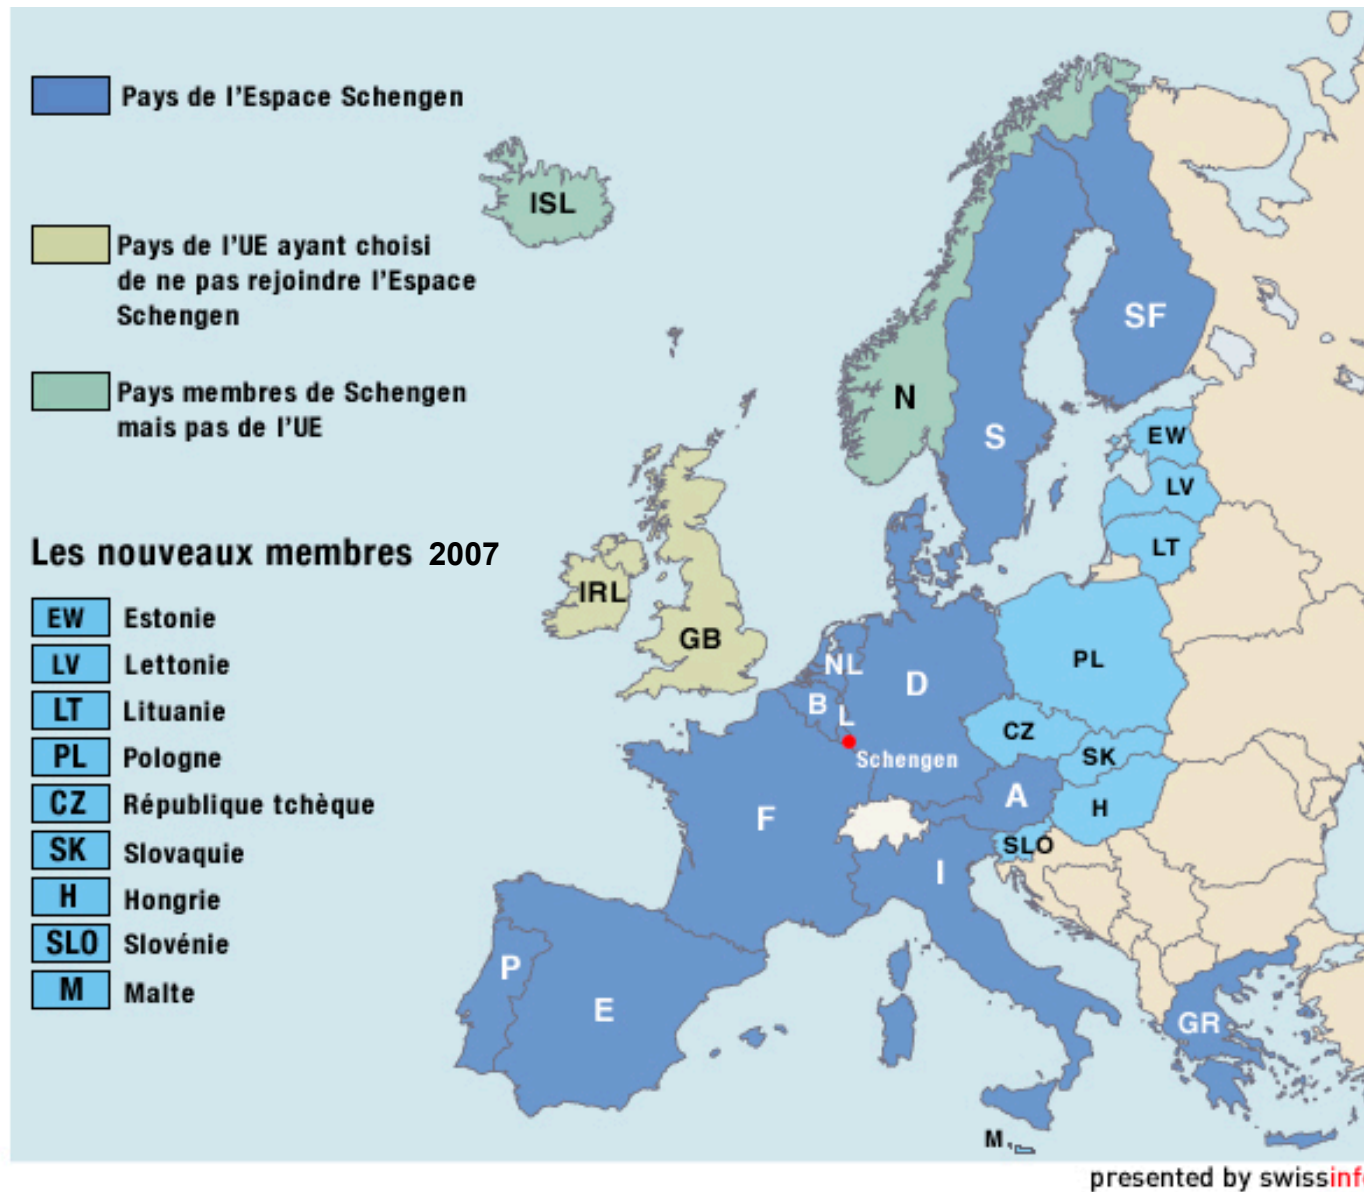 Pays de l'Espace Schengen
Pays de l'UE ayant choisi
de ne pas rejoindre l'Espace
Schengen
Pays membres de Schengen
mais pas de l'UE
Les nouveaux membres 2007
EW Estonie
LV Lettonie
LT Lituanie
PL Pologne
CZ République tchèque
SK Slovaquie
H Hongrie
SLO Slovénie
M Malte
ISL
SF
N
S
EW
LV
LT
IRL
GB
NL
D
PL
B
L
CZ
Schengen
SK
A
H
F
SLO
I
P
E
GR
M
presented by swissinf